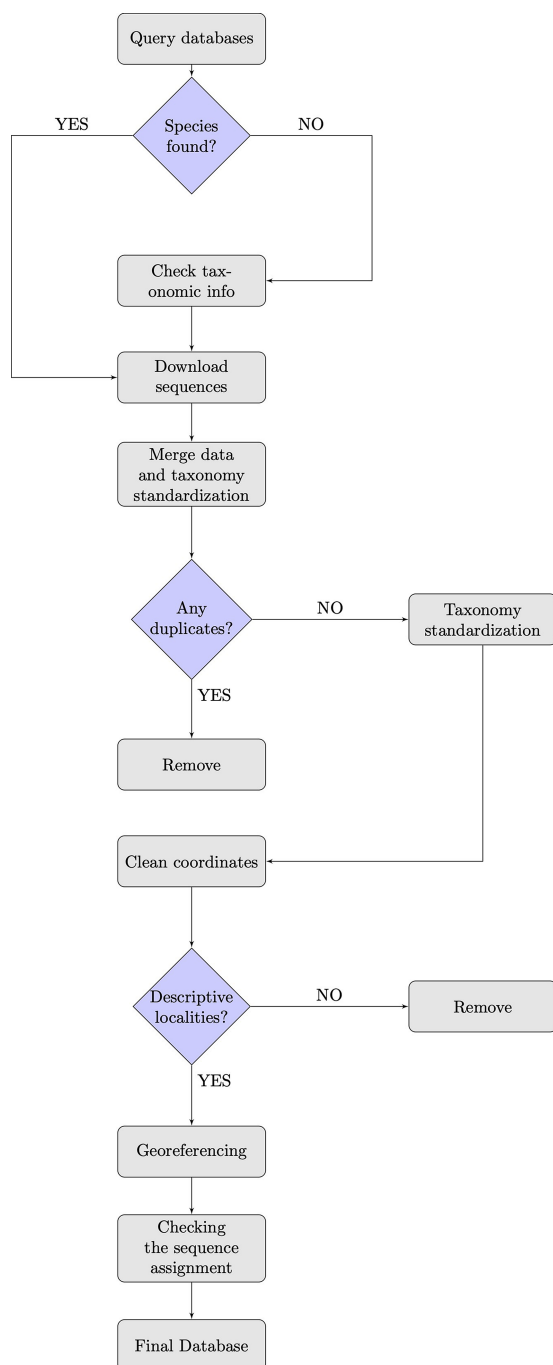 Query databases
Species
found?
YES
NO
Check tax-
onomic info
Download
sequences
Merge data
and taxonomy
standardization
Any
duplicates?
NO
Taxonomy
standardization
YES
Remove
Clean coordinates
Descriptive
localities?
NO
Remove
YES
Georeferencing
Checking
the sequence
assignment
Final Database